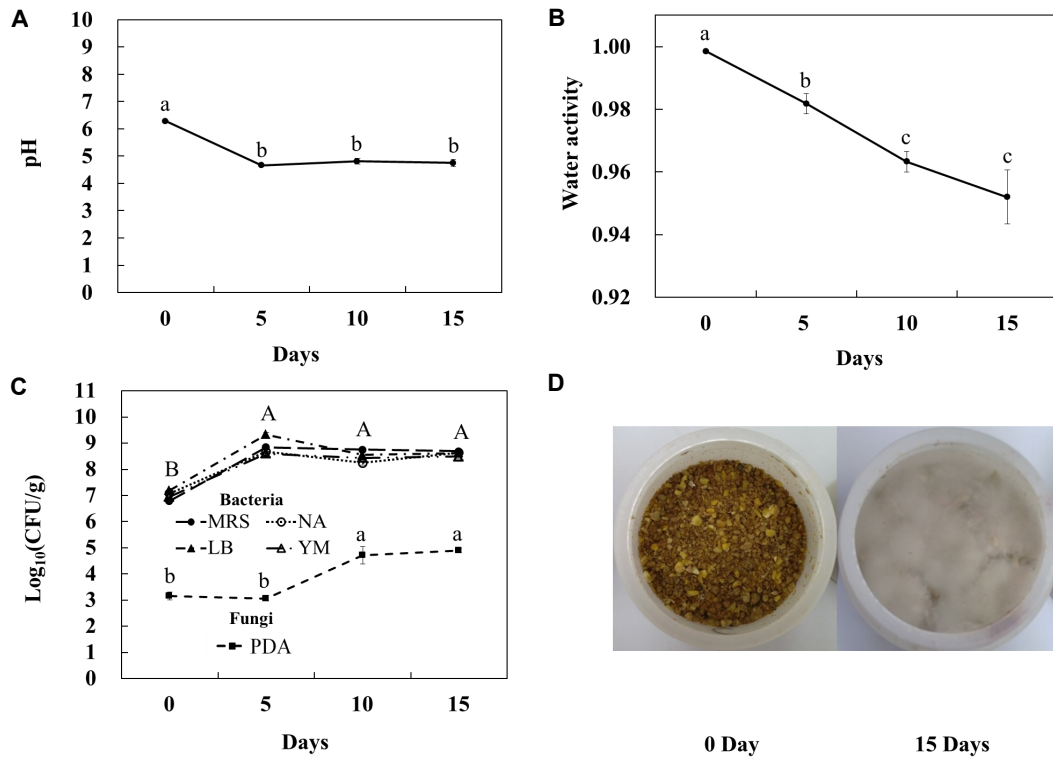 A
pH
10
9
8
7
6
5
4
3
2
1
0
a
b
b
b
0 5 10 15
Days
B
Water activity
1.00
0.98
0.96
0.94
0.92
a
b
c
c
0 5 10 15
Days
C
Log10(CFU/g)
11
10
9
8
7
6
5
4
3
2
1
0
B
A
A
A
Bacteria
MRS NA
LB YM
b
b
a
a
Fungi
PDA
0 5 10 15
Days
D
0 Day 15 Days